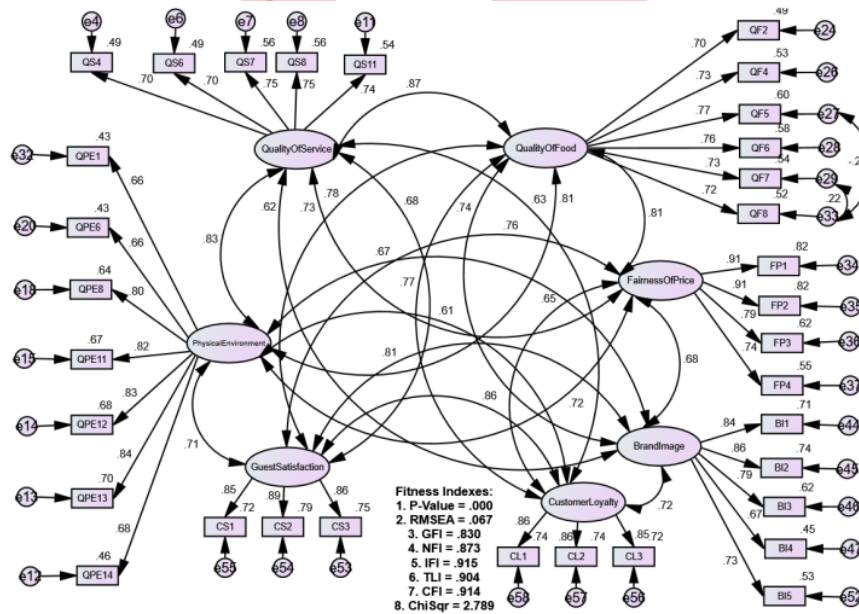 e4 e6 e7 e8 e11 .49 e24
.49 .49 .56 .56 .54 .70 QF2
QS4 QS6 QS7 QS8 QS11 .53
.87 .73 QF4 e26
.70 .70 .75 .75 .74 .60
.77 QF5 e27
.43 QualityOfService QualityOfFood .76 .58
e32 QPE1 QF6 e28
.73 .54
.66 .78 .68 .74 .63 QF7 e29 -.2
.62 .73 .76 .81 .72 .52 .22
.43 QF8 e33
e20 QPE6 .81
.66 .83 .67 .82
.64 .91 FP1 e34
e18 QPE8 .80 .77 .65 FairnessOfPrice .91 .82
FP2 e35
.67 .61 .79 .62
e15 QPE11 .82 PhysicalEnvironment FP3 e36
.81 .68 .74 .55
.68 .83 .86 .72 FP4 e37
e14 QPE12 .71
.71 .84 BI1 e44
.84 BrandImage .86 .74
.70 GuestSatisfaction BI2 e45
e13 QPE13 .79 .62
.85 .89 .86 Fitness Indexes: CustomerLoyalty .72 BI3 e46
.68 .72 .79 .75 1. P-Value = .000 .67 .45
CS1 CS2 CS3 2. RMSEA = .067 .86 .86 .85 BI4 e47
3. GFI = .830 .74 .74 .72
.46 4. NFI = .873 CL1 CL2 CL3 .73 .53
e12 QPE14 e55 e54 e53 5. IFI = .915 BI5 e52
6. TLI = .904
7. CFI = .914 e58 e57 e56
8. ChiSqr = 2.789